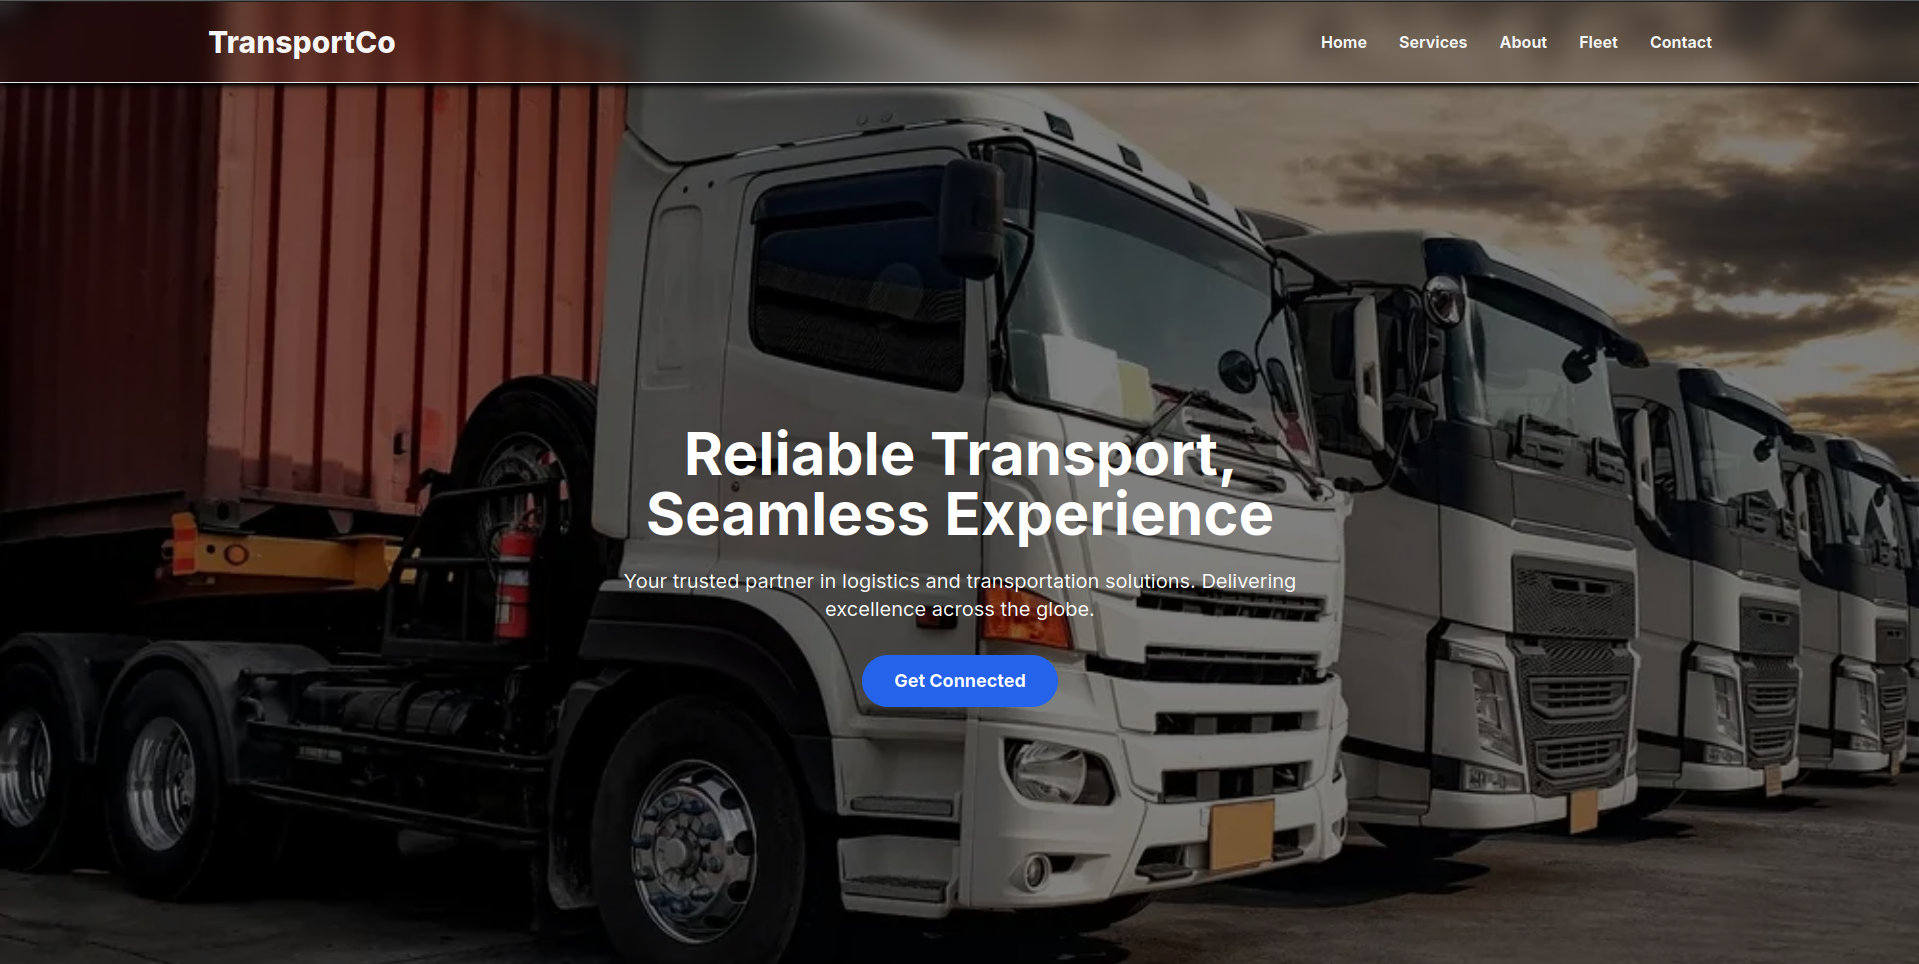 TransportCo
Home Services About Fleet Contact
Reliable Transport,
Seamless Experience
Your trusted partner in logistics and transportation solutions. Delivering
excellence across the globe.
Get Connected